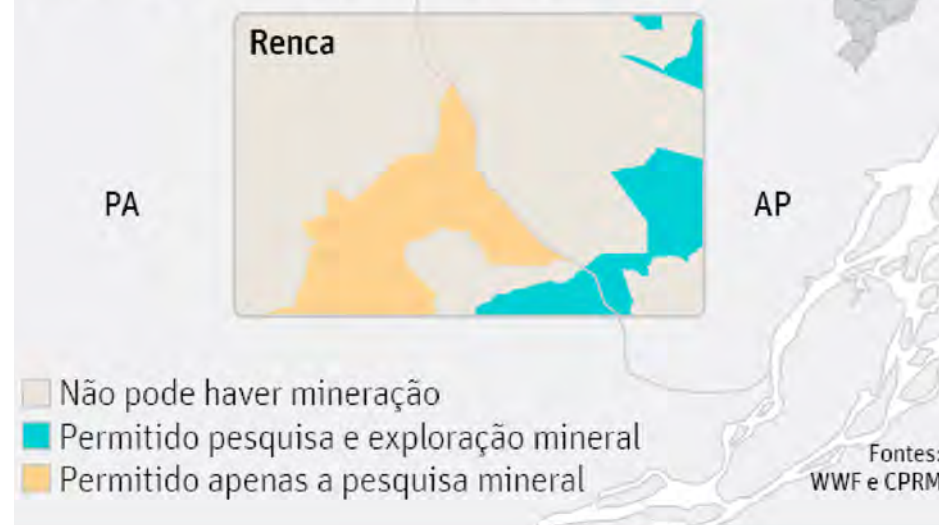 Renca
PA
AP
Não pode haver mineração
Permitido pesquisa e exploração mineral
Permitido apenas a pesquisa mineral
Fontes:
WWF e CPRM